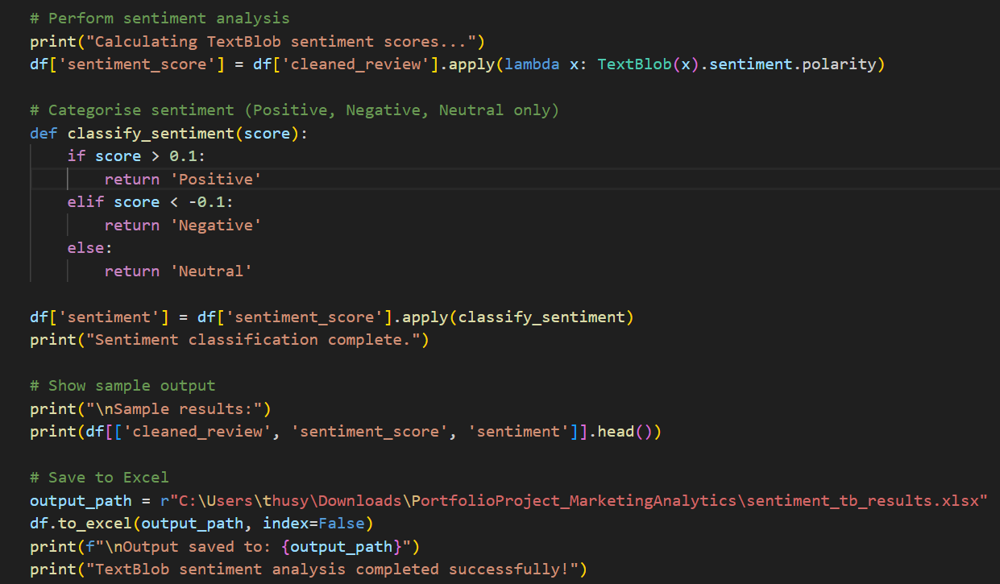 # Perform sentiment analysis
print("Calculating TextBlob sentiment scores...")
df['sentiment_score'] = df['cleaned_review'].apply(lambda x: TextBlob(x).sentiment.polarity)

# Categorise sentiment (Positive, Negative, Neutral only)
def classify_sentiment(score):
    if score > 0.1:
        return 'Positive'
    elif score < -0.1:
        return 'Negative'
    else:
        return 'Neutral'

df['sentiment'] = df['sentiment_score'].apply(classify_sentiment)
print("Sentiment classification complete.")

# Show sample output
print("\nSample results:")
print(df[['cleaned_review', 'sentiment_score', 'sentiment']].head())

# Save to Excel
output_path = r"C:\Users\thusy\Downloads\PortfolioProject_MarketingAnalytics\sentiment_tb_results.xlsx"
df.to_excel(output_path, index=False)
print(f"\nOutput saved to: {output_path}")
print("TextBlob sentiment analysis completed successfully!")